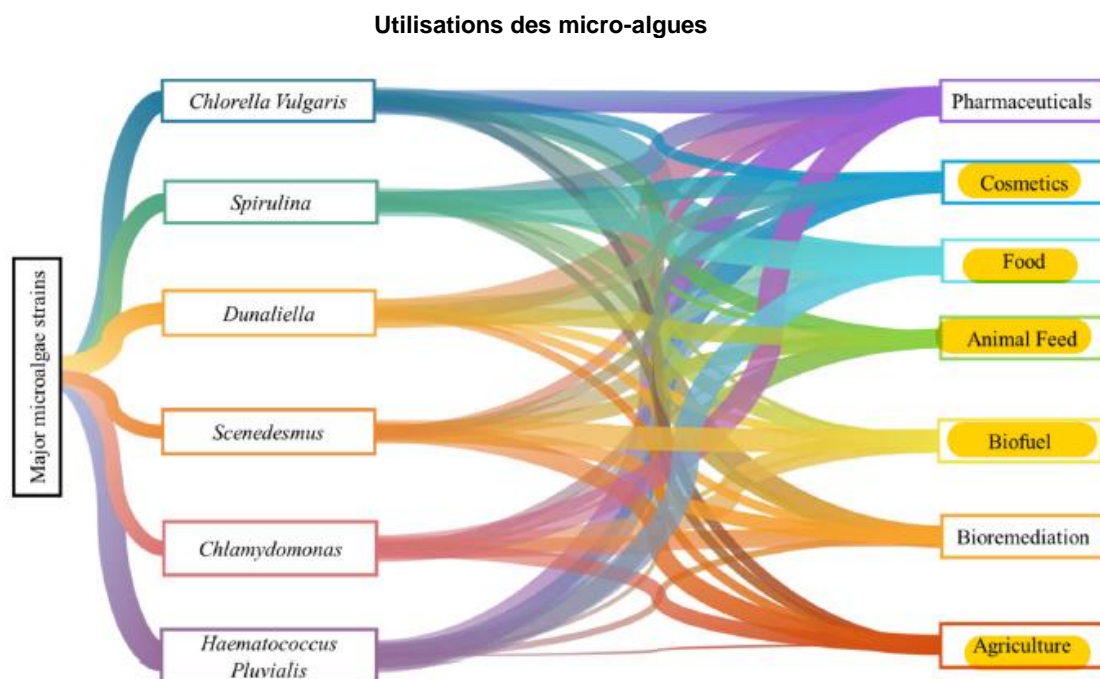 Utilisations des micro-algues
Major microalgae strains
Chlorella Vulgaris
Spirulina
Dunaliella
Scenedesmus
Chlamydomonas
Haematococcus
Pluvialis
Pharmaceuticals
Cosmetics
Food
Animal Feed
Biofuel
Bioremediation
Agriculture